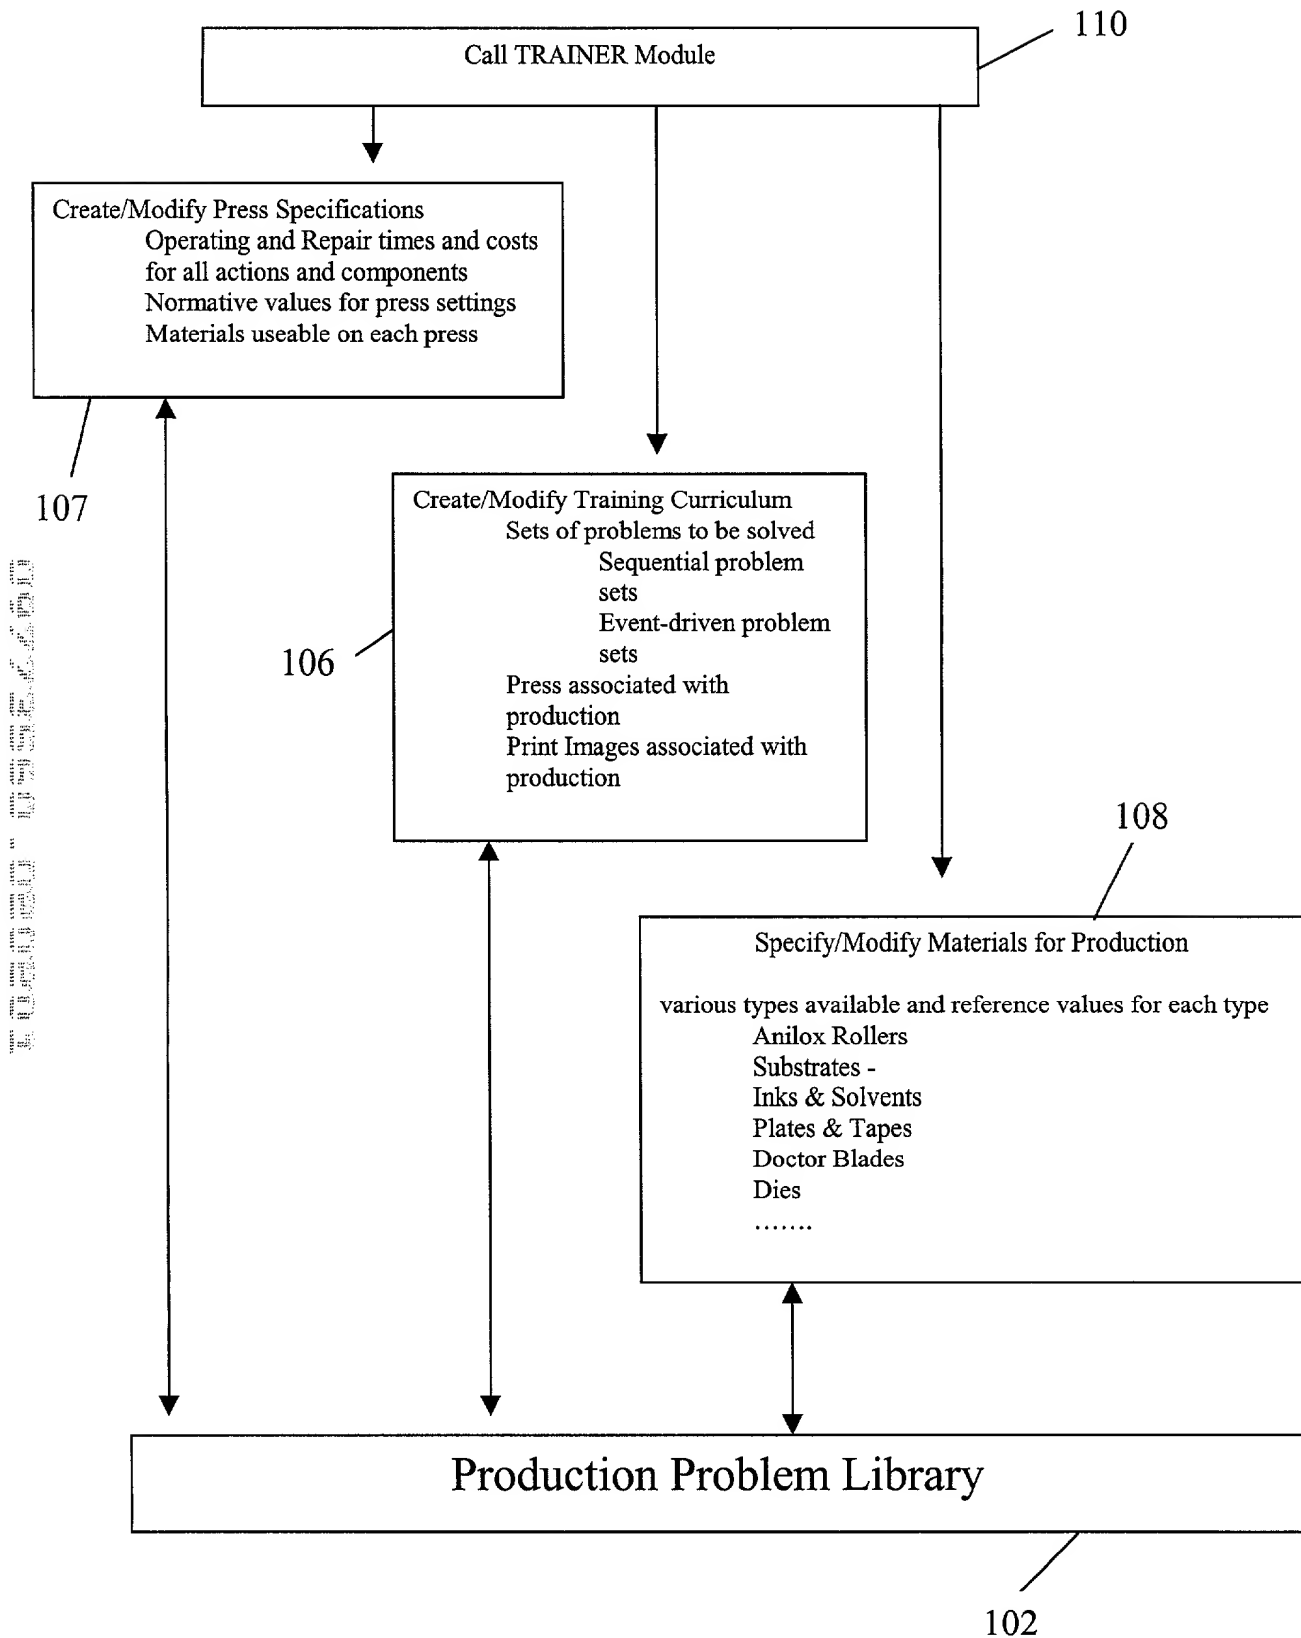 110
Call TRAINER Module
Create/Modify Press Specifications
Operating and Repair times and costs
for all actions and components
Normative values for press settings
Materials useable on each press
107
Create/Modify Training Curriculum
Sets of problems to be solved
Sequential problem
sets
Event-driven problem
sets
Press associated with
production
Print Images associated with
production
106
108
Specify/Modify Materials for Production
various types available and reference values for each type
Anilox Rollers
Substrates -
Inks & Solvents
Plates & Tapes
Doctor Blades
Dies
.......
Production Problem Library
102